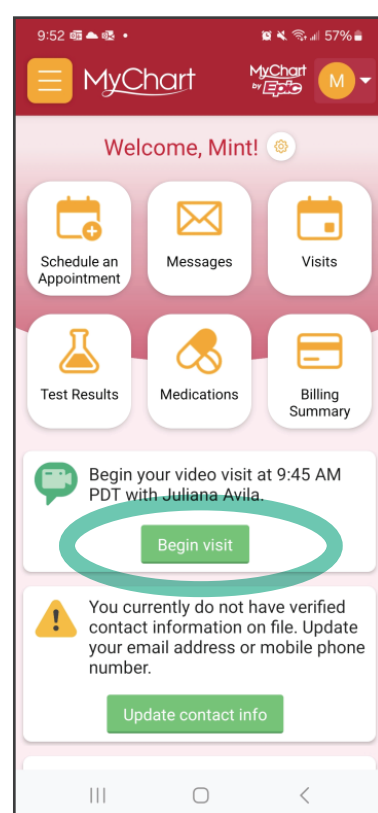 9:52
57%
MyChart
MyChart
by Epic
M
Welcome, Mint!
Schedule an
Appointment
Messages
Visits
Test Results
Medications
Billing
Summary
Begin your video visit at 9:45 AM
PDT with Juliana Avila.
Begin visit
You currently do not have verified
contact information on file. Update
your email address or mobile phone
number.
Update contact info